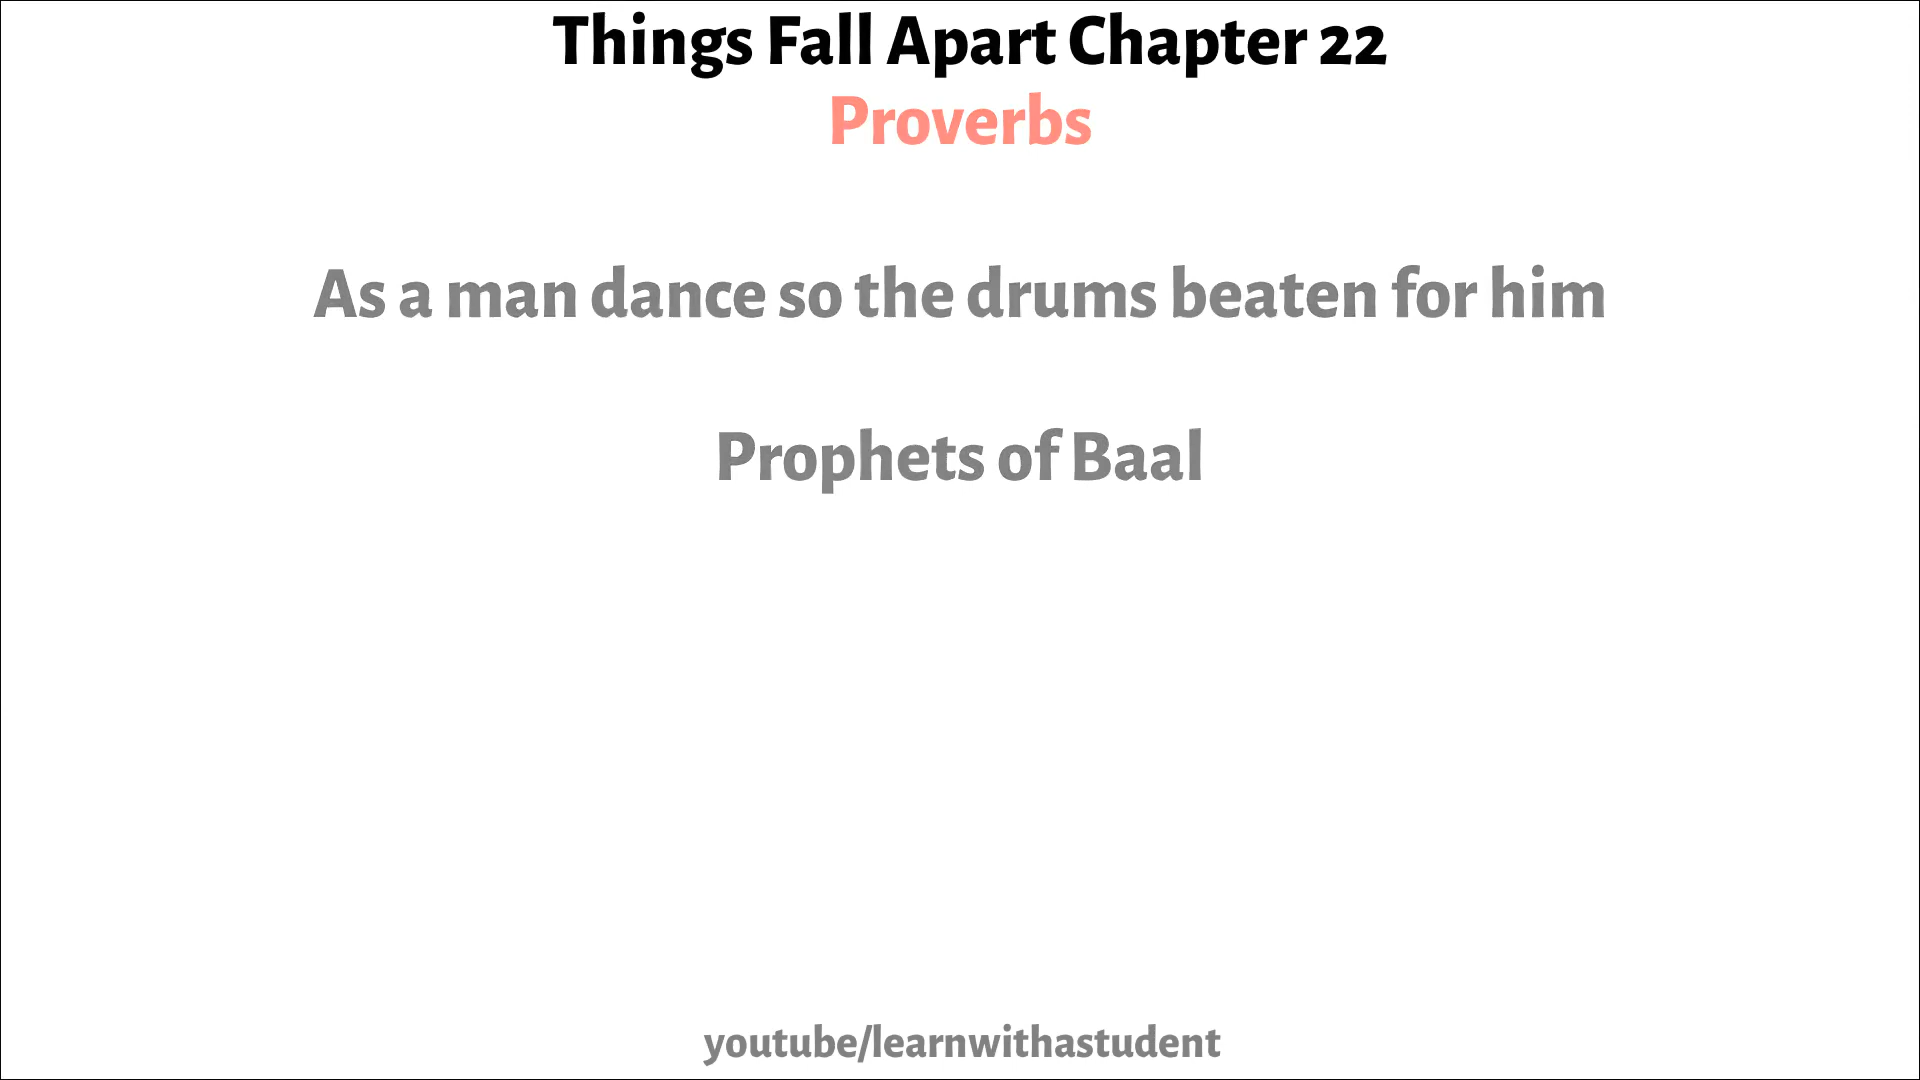 Things Fall Apart Chapter 22
Proverbs
As a man dance so the drums beaten for him
Prophets of Baal
youtube/learnwithastudent